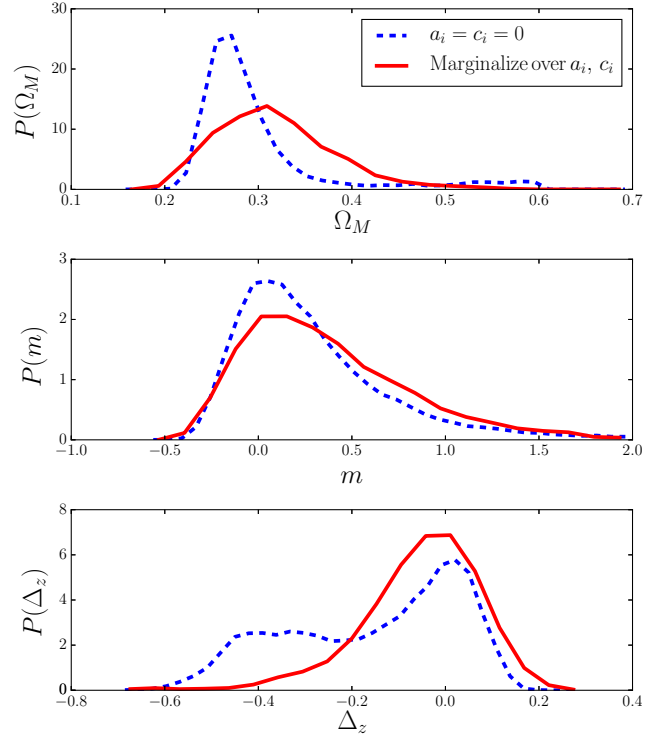 30
20
10
0
P(Ω_M)
a_i = c_i = 0
Marginalize over a_i, c_i
0.1 0.2 0.3 0.4 0.5 0.6 0.7
Ω_M
3
2
1
0
P(m)
−1.0 −0.5 0.0 0.5 1.0 1.5 2.0
m
8
6
4
2
0
P(Δ_z)
−0.8 −0.6 −0.4 −0.2 0.0 0.2 0.4
Δ_z